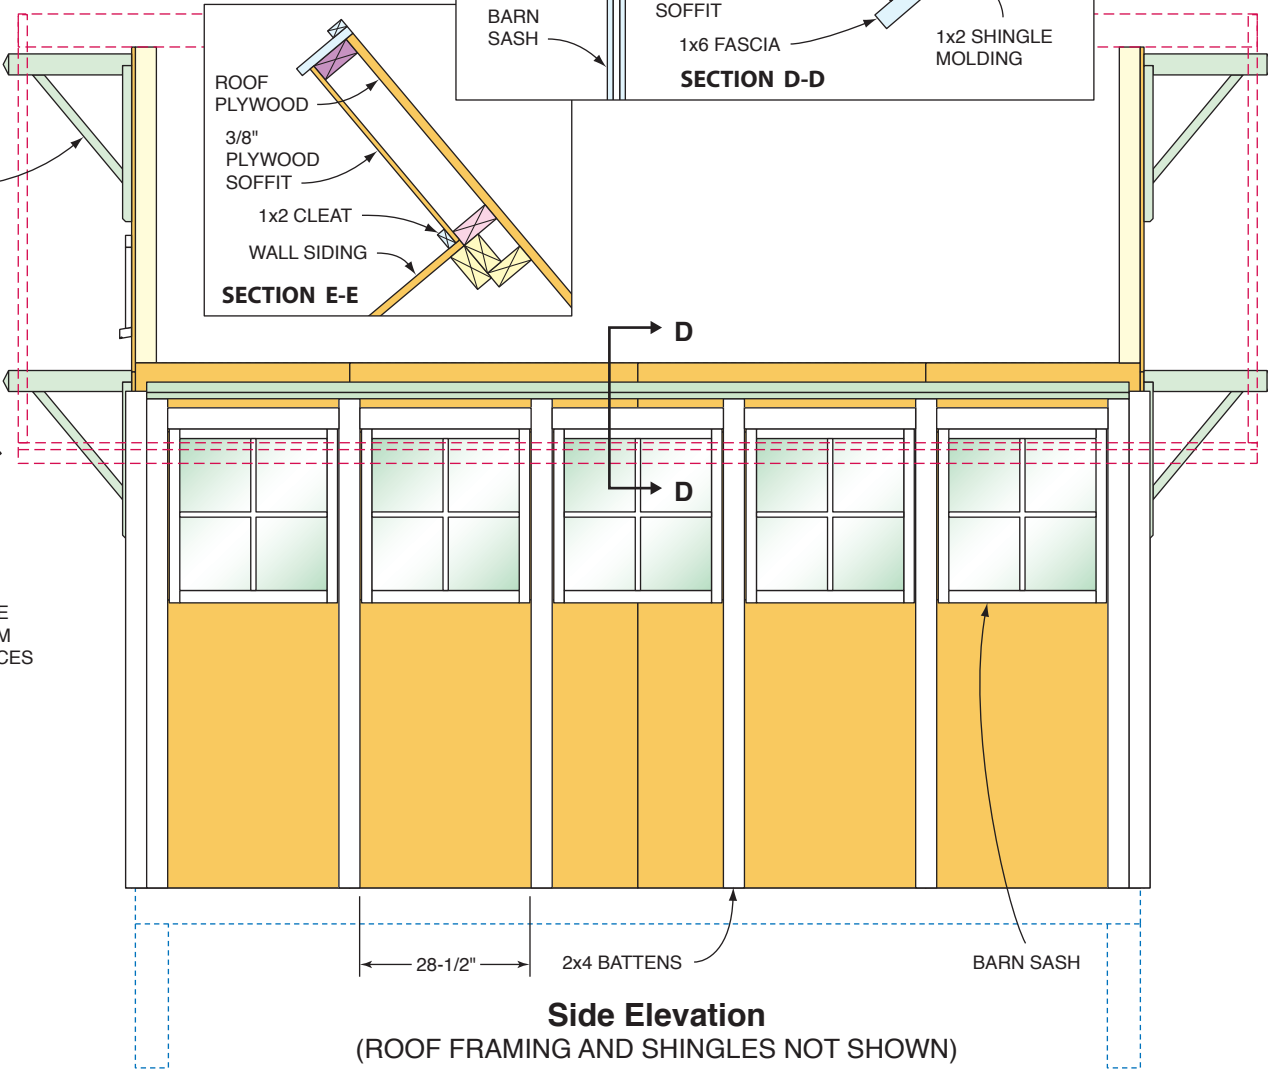 BARN
SASH
SOFFIT
1x6 FASCIA
1x2 SHINGLE
MOLDING
SECTION D-D
ROOF
PLYWOOD
3/8"
PLYWOOD
SOFFIT
1x2 CLEAT
WALL SIDING
SECTION E-E
D
D
E
M
CES
28-1/2"
2x4 BATTENS
BARN SASH
Side Elevation
(ROOF FRAMING AND SHINGLES NOT SHOWN)